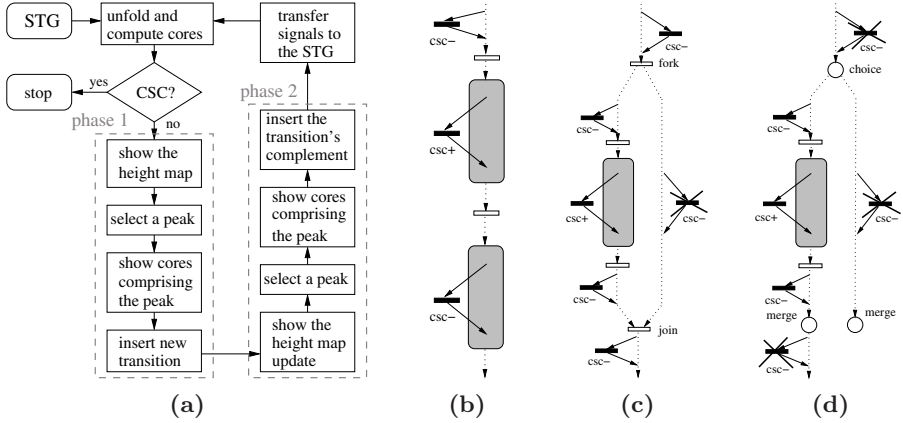 STG
unfold and
compute cores
transfer
signals to
the STG
yes
CSC?
stop
no
phase 1
show the
height map
select a peak
show cores
comprising
the peak
insert new
transition
phase 2
insert the
transition's
complement
show cores
comprising
the peak
select a peak
show the
height map
update
(a)
csc−
csc+
csc−
(b)
csc−
fork
csc−
csc+
csc−
csc−
join
csc−
(c)
csc−
choice
csc−
csc+
csc−
csc−
merge
merge
csc−
(d)